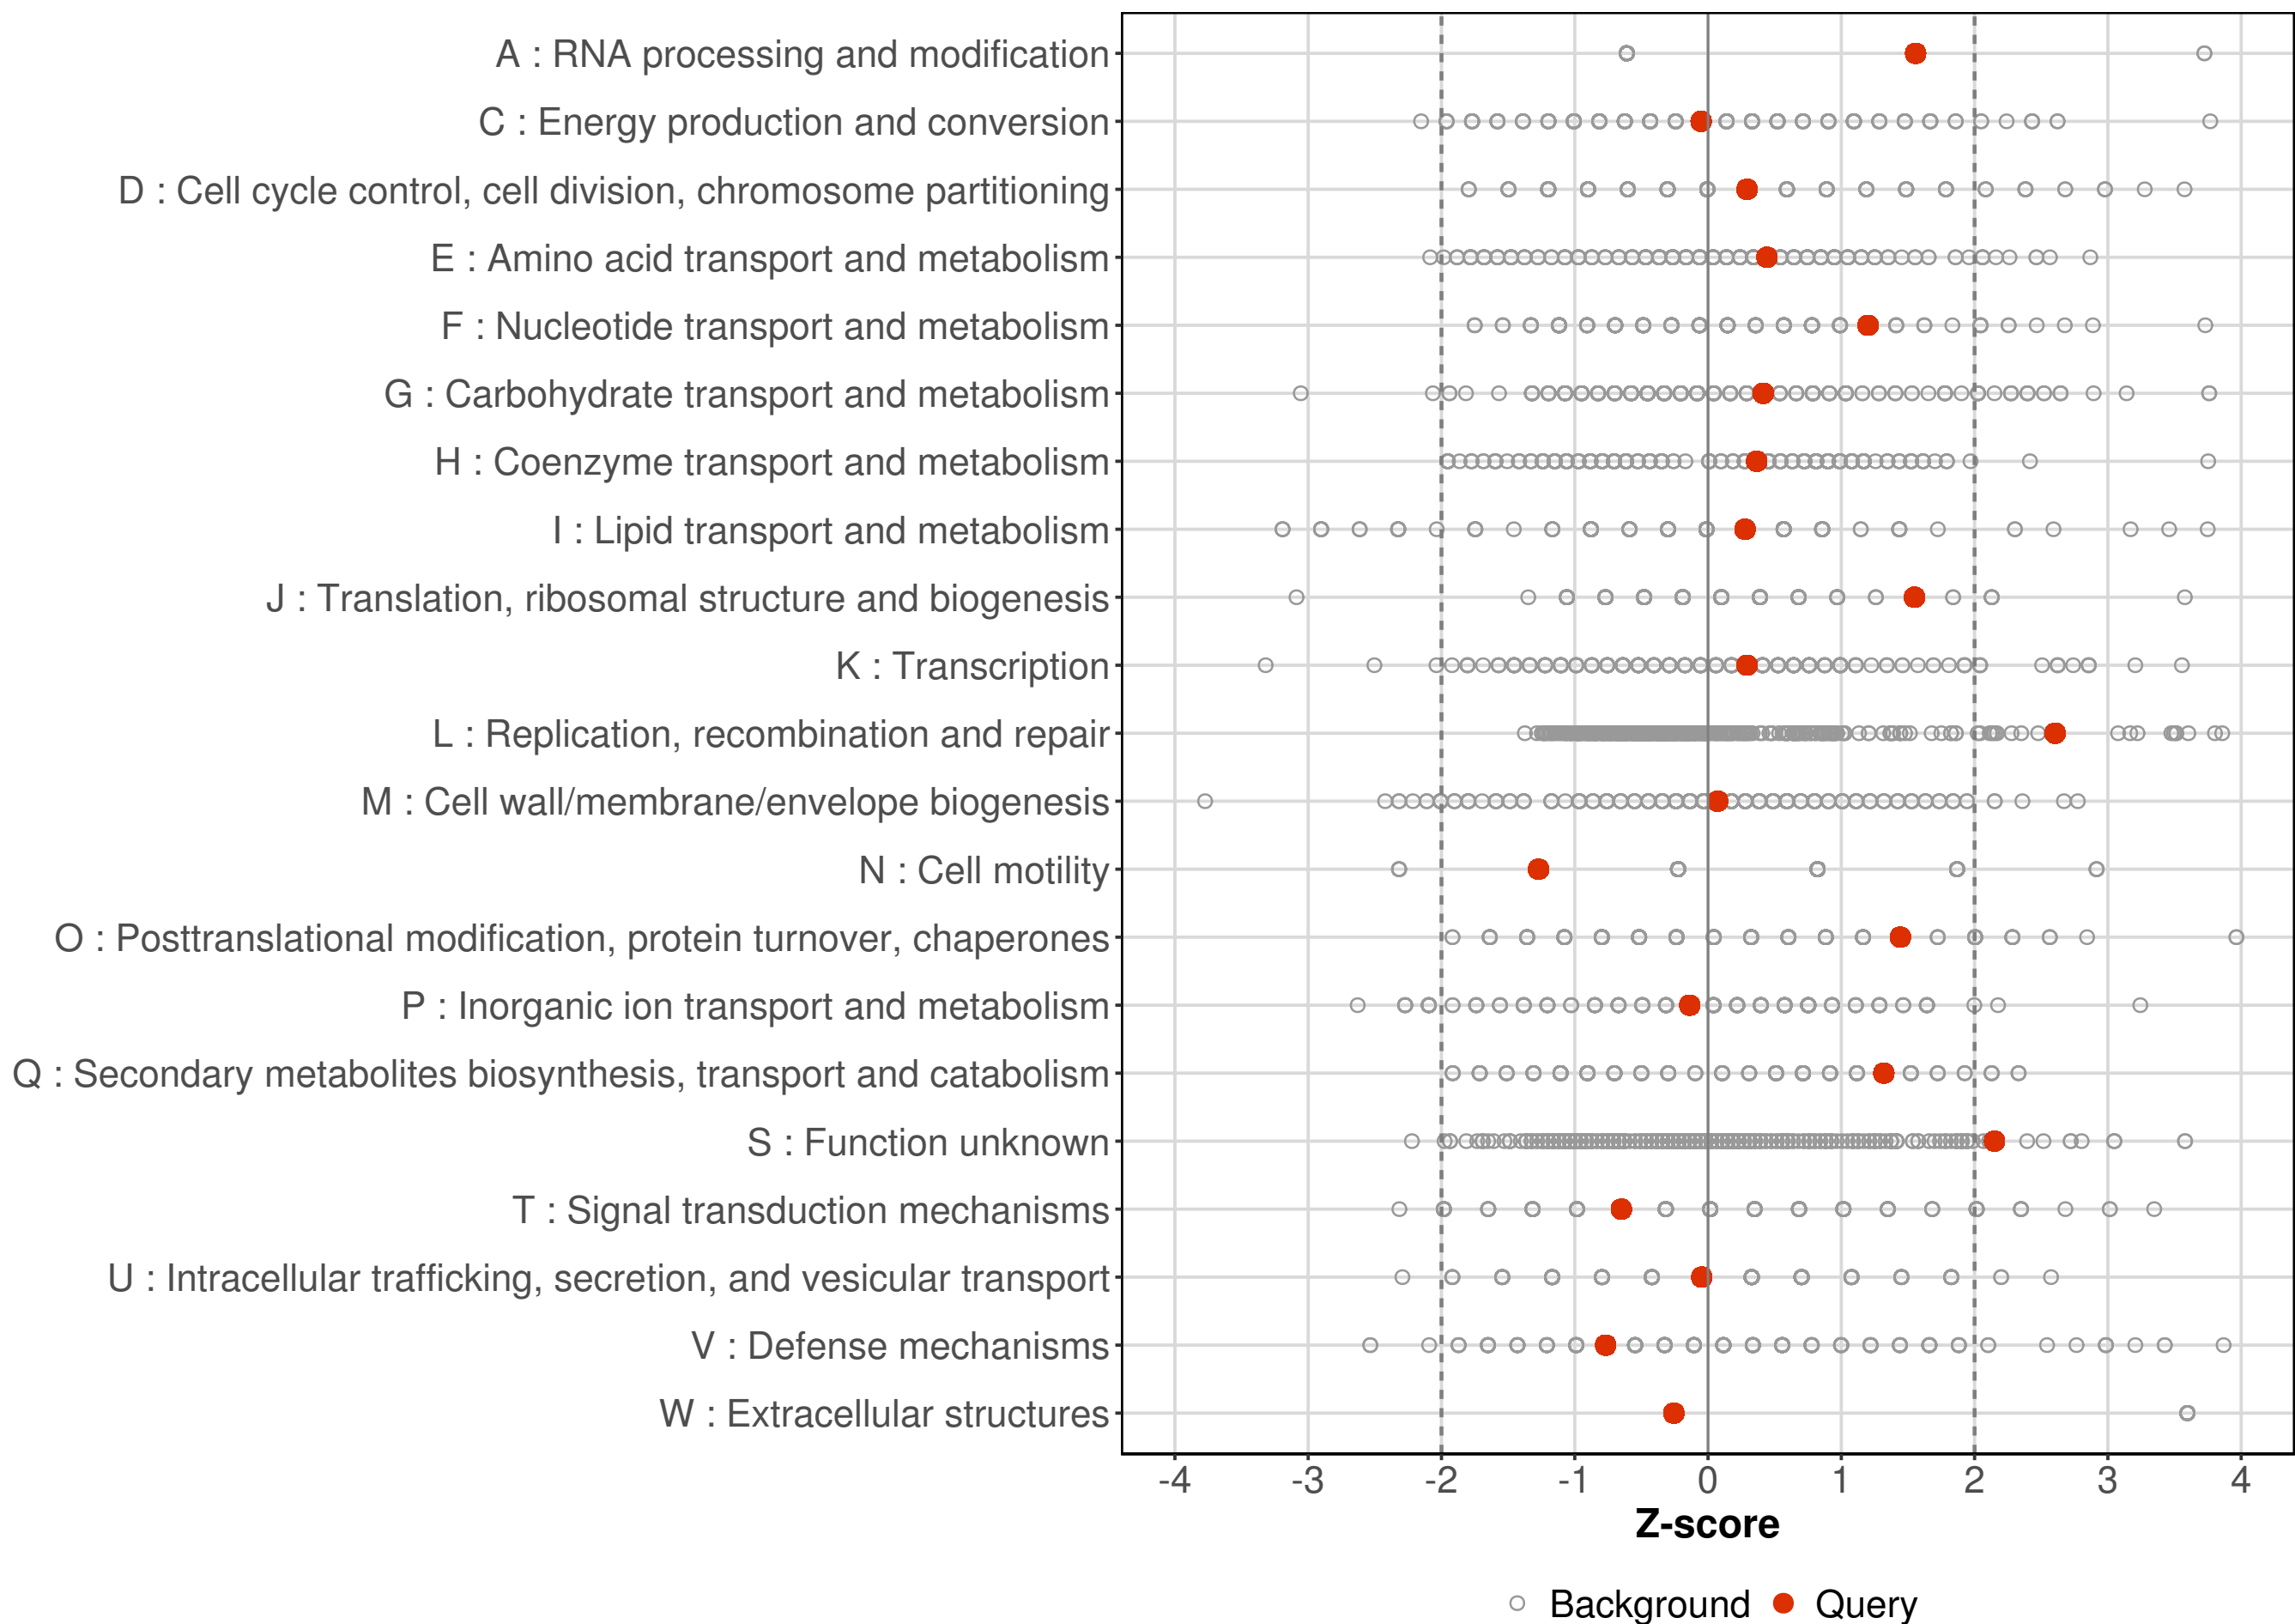 A : RNA processing and modification
C : Energy production and conversion
D : Cell cycle control, cell division, chromosome partitioning
E : Amino acid transport and metabolism
F : Nucleotide transport and metabolism
G : Carbohydrate transport and metabolism
H : Coenzyme transport and metabolism
I : Lipid transport and metabolism
J : Translation, ribosomal structure and biogenesis
K : Transcription
L : Replication, recombination and repair
M : Cell wall/membrane/envelope biogenesis
N : Cell motility
O : Posttranslational modification, protein turnover, chaperones
P : Inorganic ion transport and metabolism
Q : Secondary metabolites biosynthesis, transport and catabolism
S : Function unknown
T : Signal transduction mechanisms
U : Intracellular trafficking, secretion, and vesicular transport
V : Defense mechanisms
W : Extracellular structures
-4 -3 -2 -1 0 1 2 3 4
Z-score
Background Query